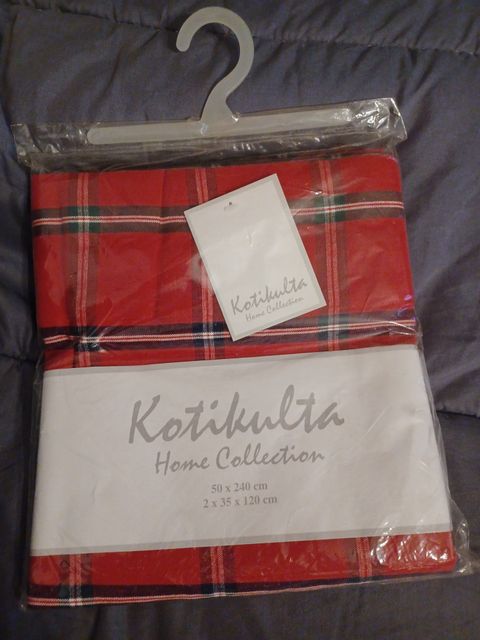 Kotikulta
Home Collection
Kotikulta
Home Collection
50 x 240 cm
2 x 35 x 120 cm